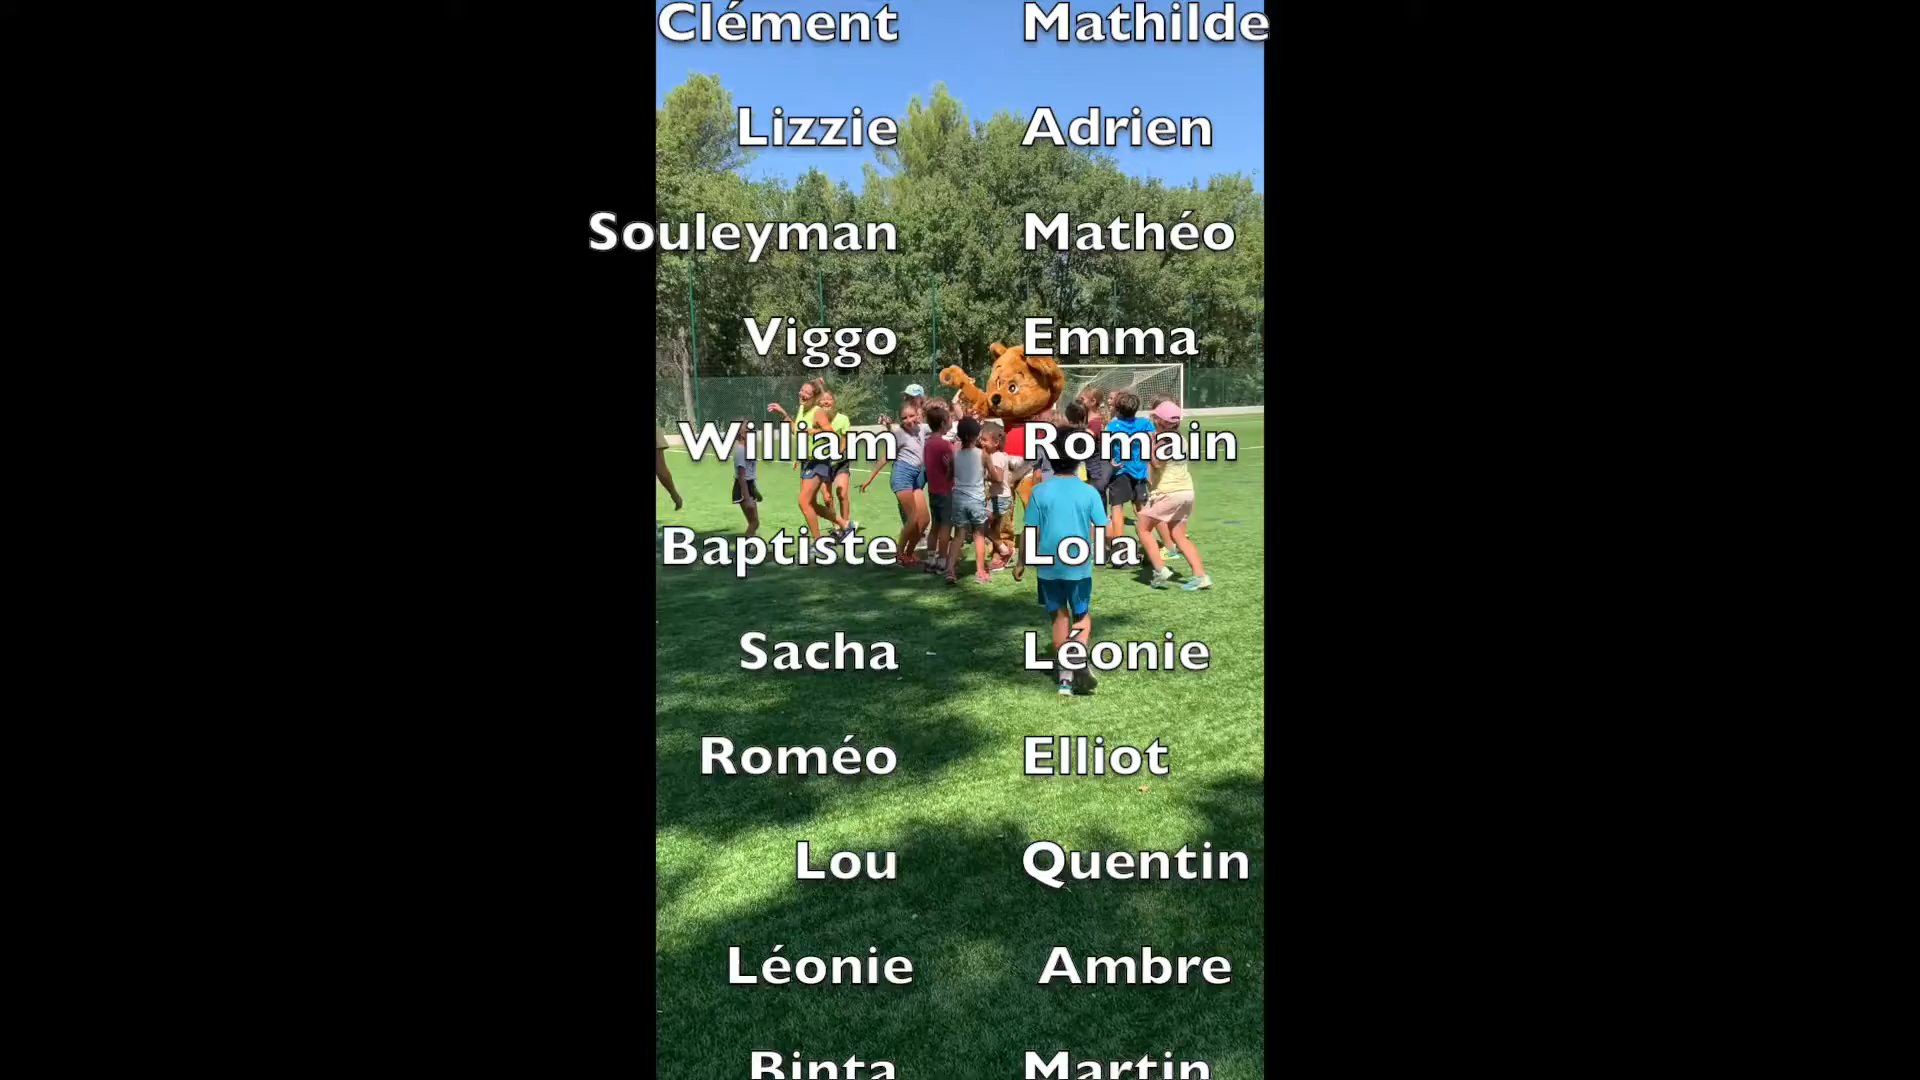 Clément Mathilde
Lizzie Adrien
Souleyman Mathéo
Viggo Emma
William Romain
Baptiste Lola
Sacha Léonie
Roméo Elliot
Lou Quentin
Léonie Ambre
Binta Martin